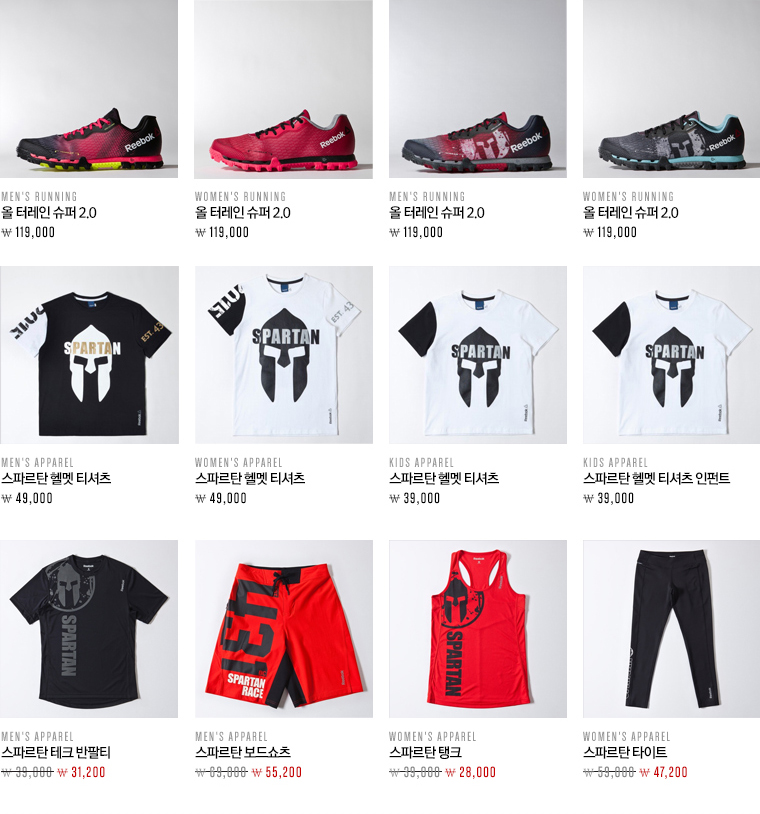 Reebok
Reebok
Reebok
Reebok
MEN'S RUNNING
올 터레인 슈퍼 2.0
₩ 119,000
WOMEN'S RUNNING
올 터레인 슈퍼 2.0
₩ 119,000
MEN'S RUNNING
올 터레인 슈퍼 2.0
₩ 119,000
WOMEN'S RUNNING
올 터레인 슈퍼 2.0
₩ 119,000
SPARTAN
EST. 43
Reebok
SPARTAN
EST. 43
Reebok
SPARTAN
Reebok
SPARTAN
Reebok
MEN'S APPAREL
스파르탄 헬멧 티셔츠
₩ 49,000
WOMEN'S APPAREL
스파르탄 헬멧 티셔츠
₩ 49,000
KIDS APPAREL
스파르탄 헬멧 티셔츠
₩ 39,000
KIDS APPAREL
스파르탄 헬멧 티셔츠 인펀트
₩ 39,000
Reebok
SPARTAN
SPARTAN
RACE
Reebok
Reebok
SPARTAN
Reebok
MEN'S APPAREL
스파르탄 테크 반팔티
₩ 39,000 ₩ 31,200
MEN'S APPAREL
스파르탄 보드쇼츠
₩ 69,000 ₩ 55,200
WOMEN'S APPAREL
스파르탄 탱크
₩ 39,000 ₩ 28,000
WOMEN'S APPAREL
스파르탄 타이트
₩ 59,000 ₩ 47,200